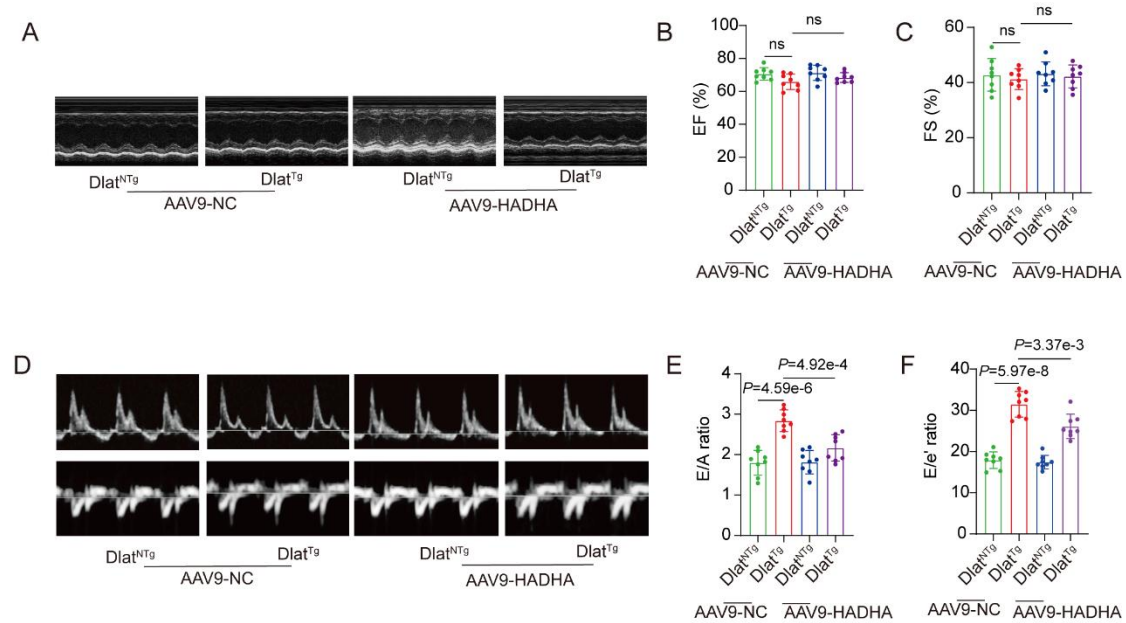 A
Dlat^NTg Dlat^Tg Dlat^NTg Dlat^Tg
AAV9-NC AAV9-HADHA
B
ns
ns
EF (%)
100
80
60
40
20
0
Dlat^NTg Dlat^Tg Dlat^NTg Dlat^Tg
AAV9-NC AAV9-HADHA
C
ns
ns
FS (%)
60
40
20
0
Dlat^NTg Dlat^Tg Dlat^NTg Dlat^Tg
AAV9-NC AAV9-HADHA
D
Dlat^NTg Dlat^Tg Dlat^NTg Dlat^Tg
AAV9-NC AAV9-HADHA
E
P=4.92e-4
P=4.59e-6
E/A ratio
4
3
2
1
0
Dlat^NTg Dlat^Tg Dlat^NTg Dlat^Tg
AAV9-NC AAV9-HADHA
F
P=3.37e-3
P=5.97e-8
E/e' ratio
40
30
20
10
0
Dlat^NTg Dlat^Tg Dlat^NTg Dlat^Tg
AAV9-NC AAV9-HADHA